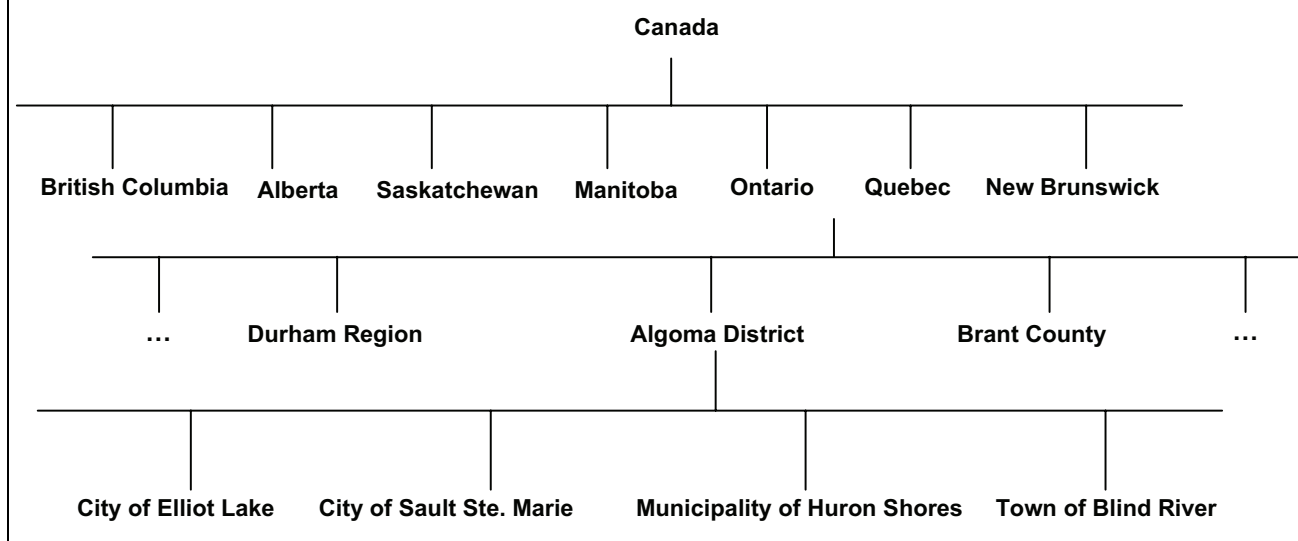 Canada
British Columbia Alberta Saskatchewan Manitoba Ontario Quebec New Brunswick
... Durham Region Algoma District Brant County ...
City of Elliot Lake City of Sault Ste. Marie Municipality of Huron Shores Town of Blind River